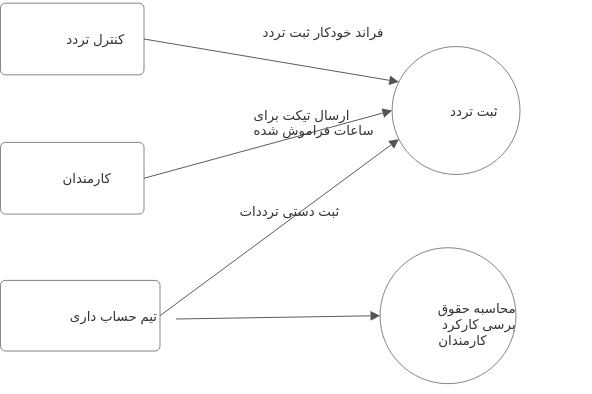 فراند خودکار ثبت تردد
کنترل تردد
ثبت تردد
ارسال تیکت برای
ساعات فراموش شده
کارمندان
ثبت دستی ترددات
تیم حساب داری
محاسبه حقوق
برسی کارکرد
کارمندان